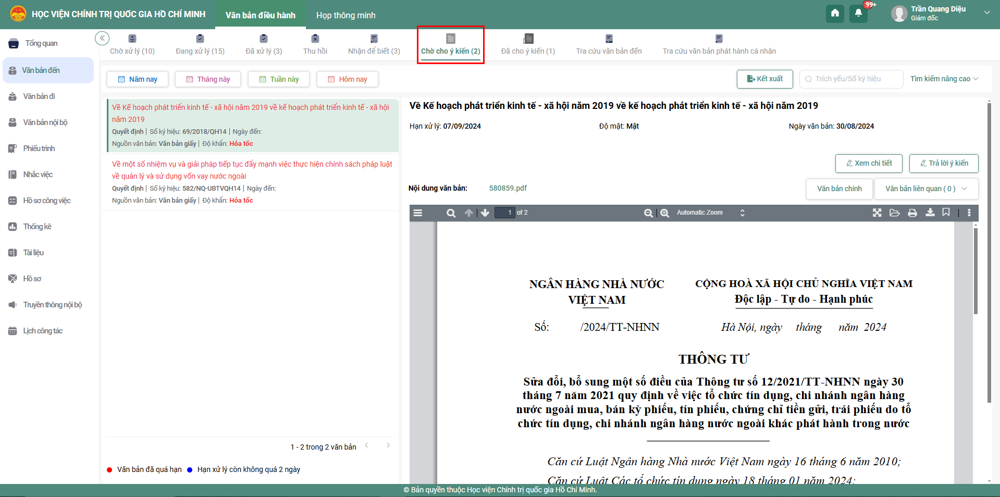 HỌC VIỆN CHÍNH TRỊ QUỐC GIA HỒ CHÍ MINH
Văn bản điều hành
Họp thông minh
99+
Trần Quang Diệu
Giám đốc
Tổng quan
Văn bản đến
Văn bản đi
Văn bản nội bộ
Phiếu trình
Nhắc việc
Hồ sơ công việc
Thống kê
Tài liệu
Hồ sơ
Truyền thông nội bộ
Lịch công tác
Chờ xử lý (10)
Đang xử lý (15)
Đã xử lý (3)
Thu hồi
Nhận để biết (3)
Chờ cho ý kiến (2)
Đã cho ý kiến (1)
Tra cứu văn bản đến
Tra cứu văn bản phát hành cá nhân
Năm nay
Tháng này
Tuần này
Hôm nay
Kết xuất
Trích yếu/Số ký hiệu
Tìm kiếm nâng cao
Về Kế hoạch phát triển kinh tế - xã hội năm 2019 về kế hoạch phát triển kinh tế - xã hội
năm 2019
Quyết định | Số ký hiệu: 69/2018/QH14 | Ngày đến:
Nguồn văn bản: Văn bản giấy | Độ khẩn: Hỏa tốc
Về một số nhiệm vụ và giải pháp tiếp tục đẩy mạnh việc thực hiện chính sách pháp luật
về quản lý và sử dụng vốn vay nước ngoài
Quyết định | Số ký hiệu: 582/NQ-UBTVQH14 | Ngày đến:
Nguồn văn bản: Văn bản giấy | Độ khẩn: Hỏa tốc
1 - 2 trong 2 văn bản
Văn bản đã quá hạn
Hạn xử lý còn không quá 2 ngày
Về Kế hoạch phát triển kinh tế - xã hội năm 2019 về kế hoạch phát triển kinh tế - xã hội năm 2019
Hạn xử lý: 07/09/2024
Độ mật: Mật
Ngày văn bản: 30/08/2024
Xem chi tiết
Trả lời ý kiến
Nội dung văn bản:
580859.pdf
Văn bản chính
Văn bản liên quan ( 0 )
1 of 2
Automatic Zoom
NGÂN HÀNG NHÀ NƯỚC
VIỆT NAM
CỘNG HOÀ XÃ HỘI CHỦ NGHĨA VIỆT NAM
Độc lập - Tự do - Hạnh phúc
Số: /2024/TT-NHNN
Hà Nội, ngày tháng năm 2024
THÔNG TƯ
Sửa đổi, bổ sung một số điều của Thông tư số 12/2021/TT-NHNN ngày 30
tháng 7 năm 2021 quy định về việc tổ chức tín dụng, chi nhánh ngân hàng
nước ngoài mua, bán kỳ phiếu, tín phiếu, chứng chỉ tiền gửi, trái phiếu do tổ
chức tín dụng, chi nhánh ngân hàng nước ngoài khác phát hành trong nước
Căn cứ Luật Ngân hàng Nhà nước Việt Nam ngày 16 tháng 6 năm 2010;
Căn cứ Luật Các tổ chức tín dụng ngày 18 tháng 01 năm 2024;
© Bản quyền thuộc Học viện Chính trị quốc gia Hồ Chí Minh.